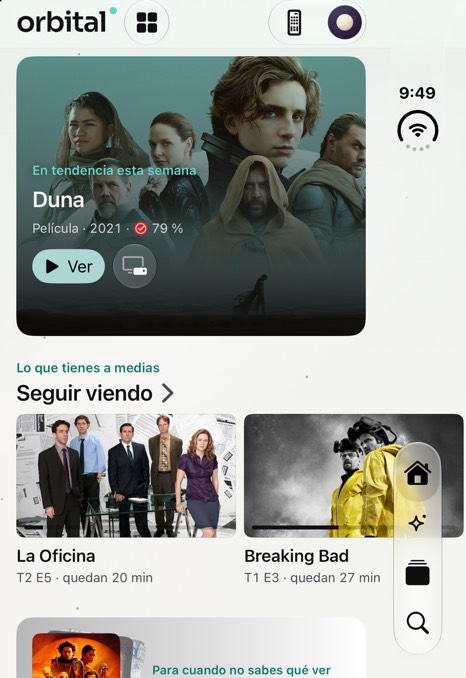 orbital
9:49
En tendencia esta semana
Duna
Película · 2021 · 79 %
Ver
Lo que tienes a medias
Seguir viendo
La Oficina
T2 E5 · quedan 20 min
Breaking Bad
T1 E3 · quedan 27 min
Para cuando no sabes qué ver